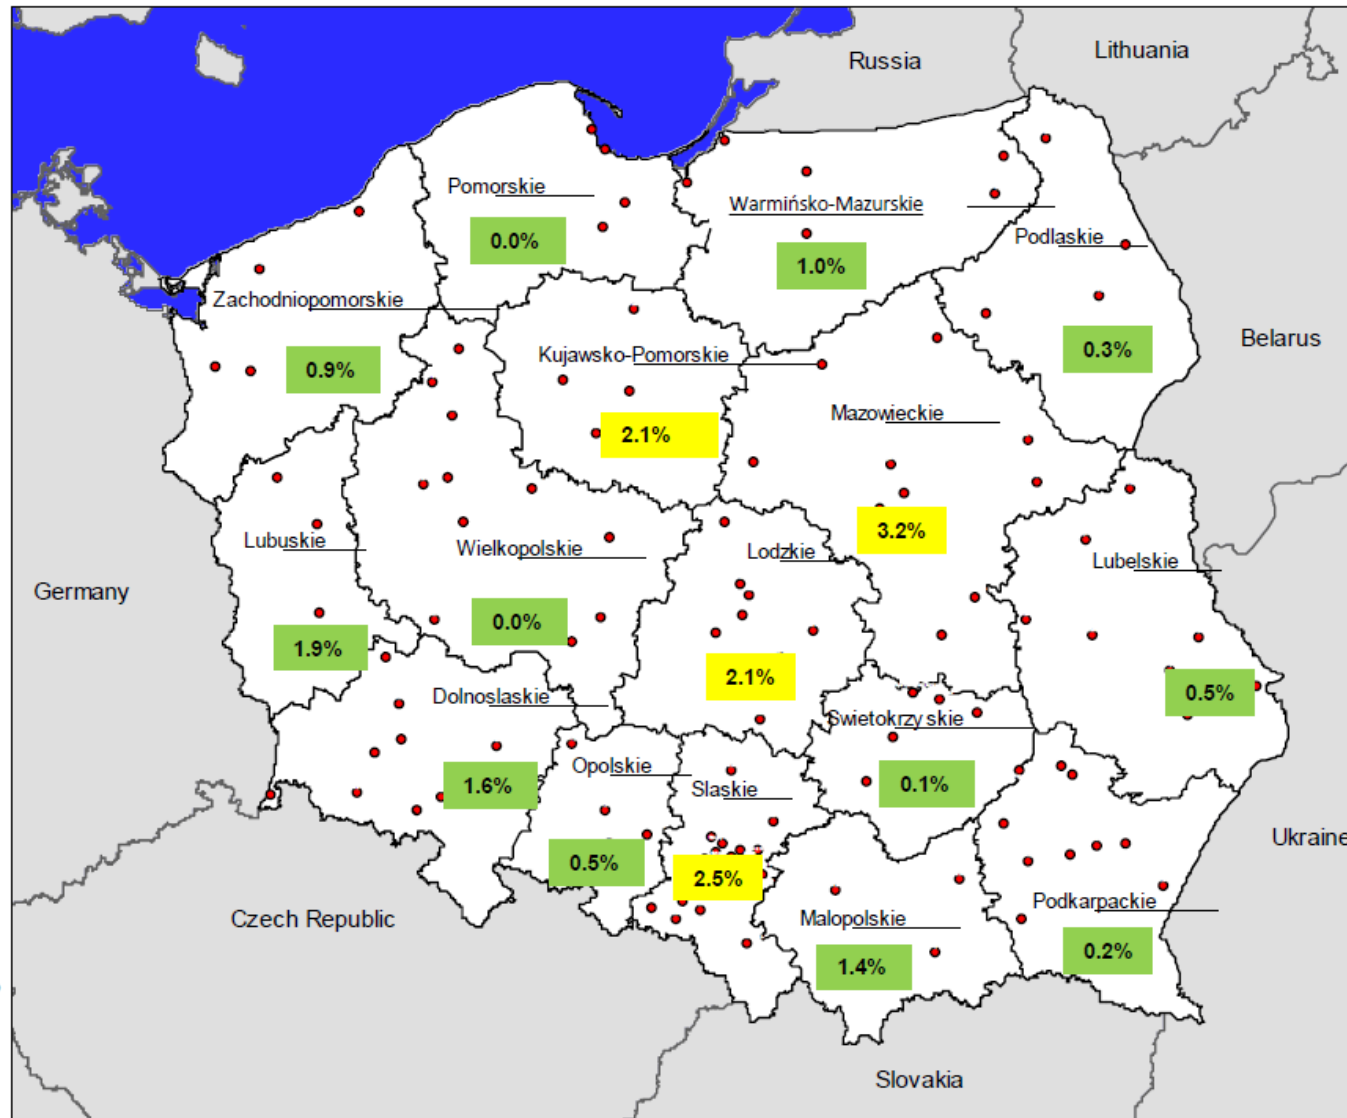 Lithuania
Russia
Pomorskie
Warmińsko-Mazurskie
Podlaskie
0.0%
1.0%
Zachodniopomorskie
Belarus
Kujawsko-Pomorskie
0.3%
0.9%
Mazowieckie
2.1%
3.2%
Lubuskie
Wielkopolskie
Lodzkie
Lubelskie
Germany
0.0%
1.9%
2.1%
0.5%
Dolnoslaskie
Swietokrzyskie
Opolskie
Slaskie
1.6%
0.1%
Ukraine
0.5%
2.5%
Czech Republic
Malopolskie
Podkarpackie
1.4%
0.2%
Slovakia